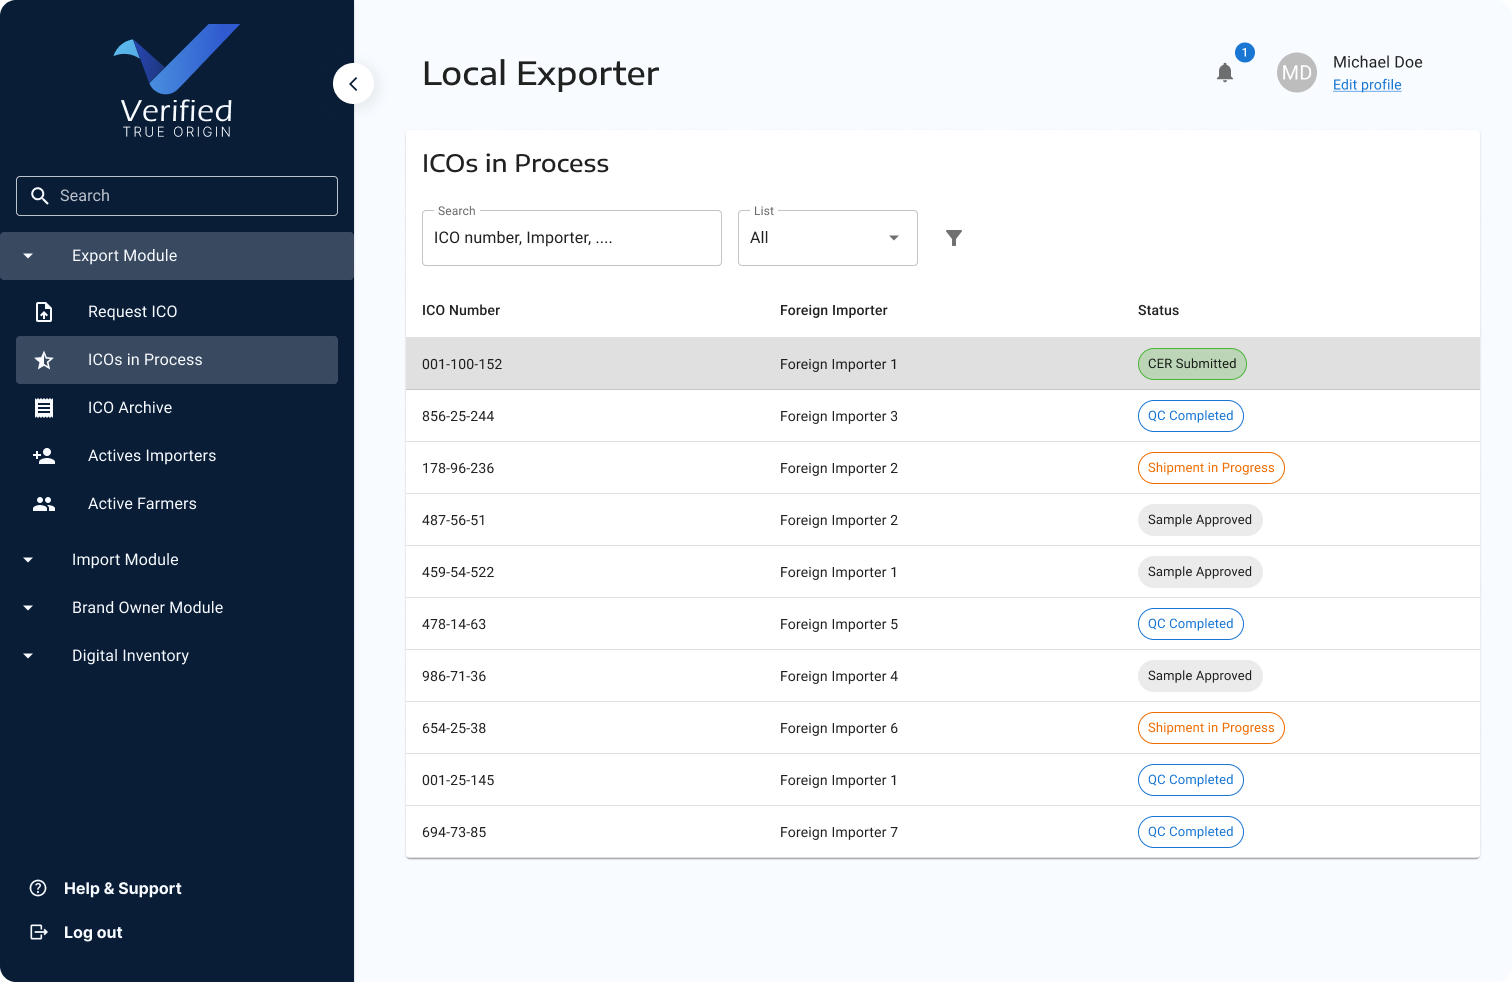 Verified
TRUE ORIGIN
Search
Export Module
Request ICO
ICOs in Process
ICO Archive
Actives Importers
Active Farmers
Import Module
Brand Owner Module
Digital Inventory
Help & Support
Log out
Local Exporter
1
MD
Michael Doe
Edit profile
ICOs in Process
Search
ICO number, Importer, ....
List
All
ICO Number Foreign Importer Status
001-100-152 Foreign Importer 1 CER Submitted
856-25-244 Foreign Importer 3 QC Completed
178-96-236 Foreign Importer 2 Shipment in Progress
487-56-51 Foreign Importer 2 Sample Approved
459-54-522 Foreign Importer 1 Sample Approved
478-14-63 Foreign Importer 5 QC Completed
986-71-36 Foreign Importer 4 Sample Approved
654-25-38 Foreign Importer 6 Shipment in Progress
001-25-145 Foreign Importer 1 QC Completed
694-73-85 Foreign Importer 7 QC Completed